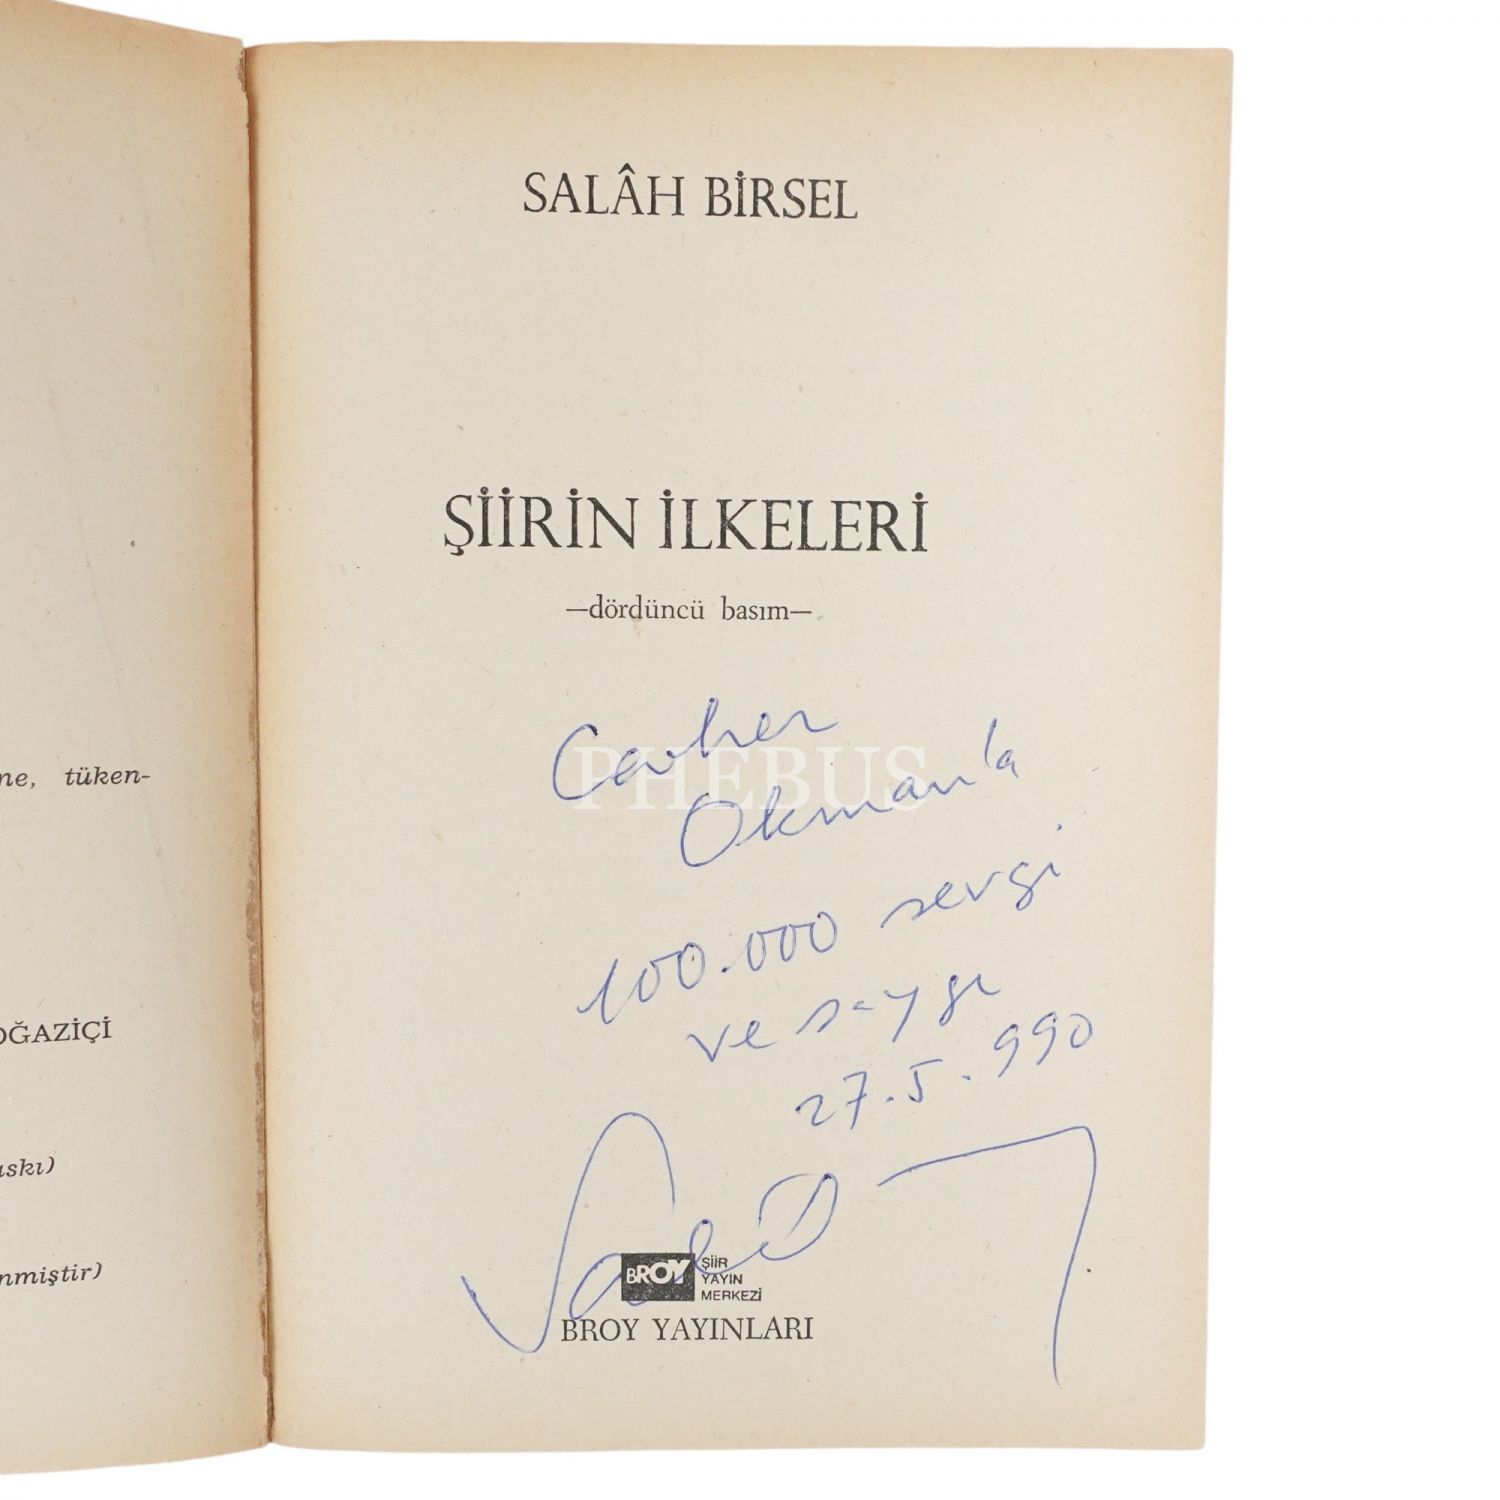 ne, tüken-
OĞAZİÇİ
askı)
nmiştir)
SALÂH BİRSEL
ŞİİRİN İLKELERİ
—dördüncü basım—
Cevher
Okman'la
100.000 sevgi
ve saygı
27.5.990
PHEBUS
BROY
ŞİİR
YAYIN
MERKEZİ
BROY YAYINLARI